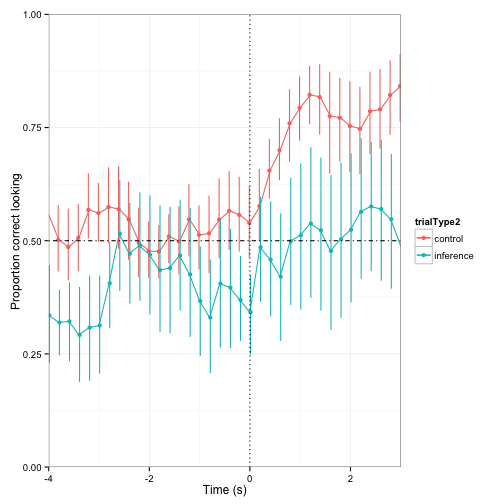 1.00
0.75
0.50
0.25
0.00
Proportion correct looking
-4
-2
0
2
Time (s)
trialType2
control
inference